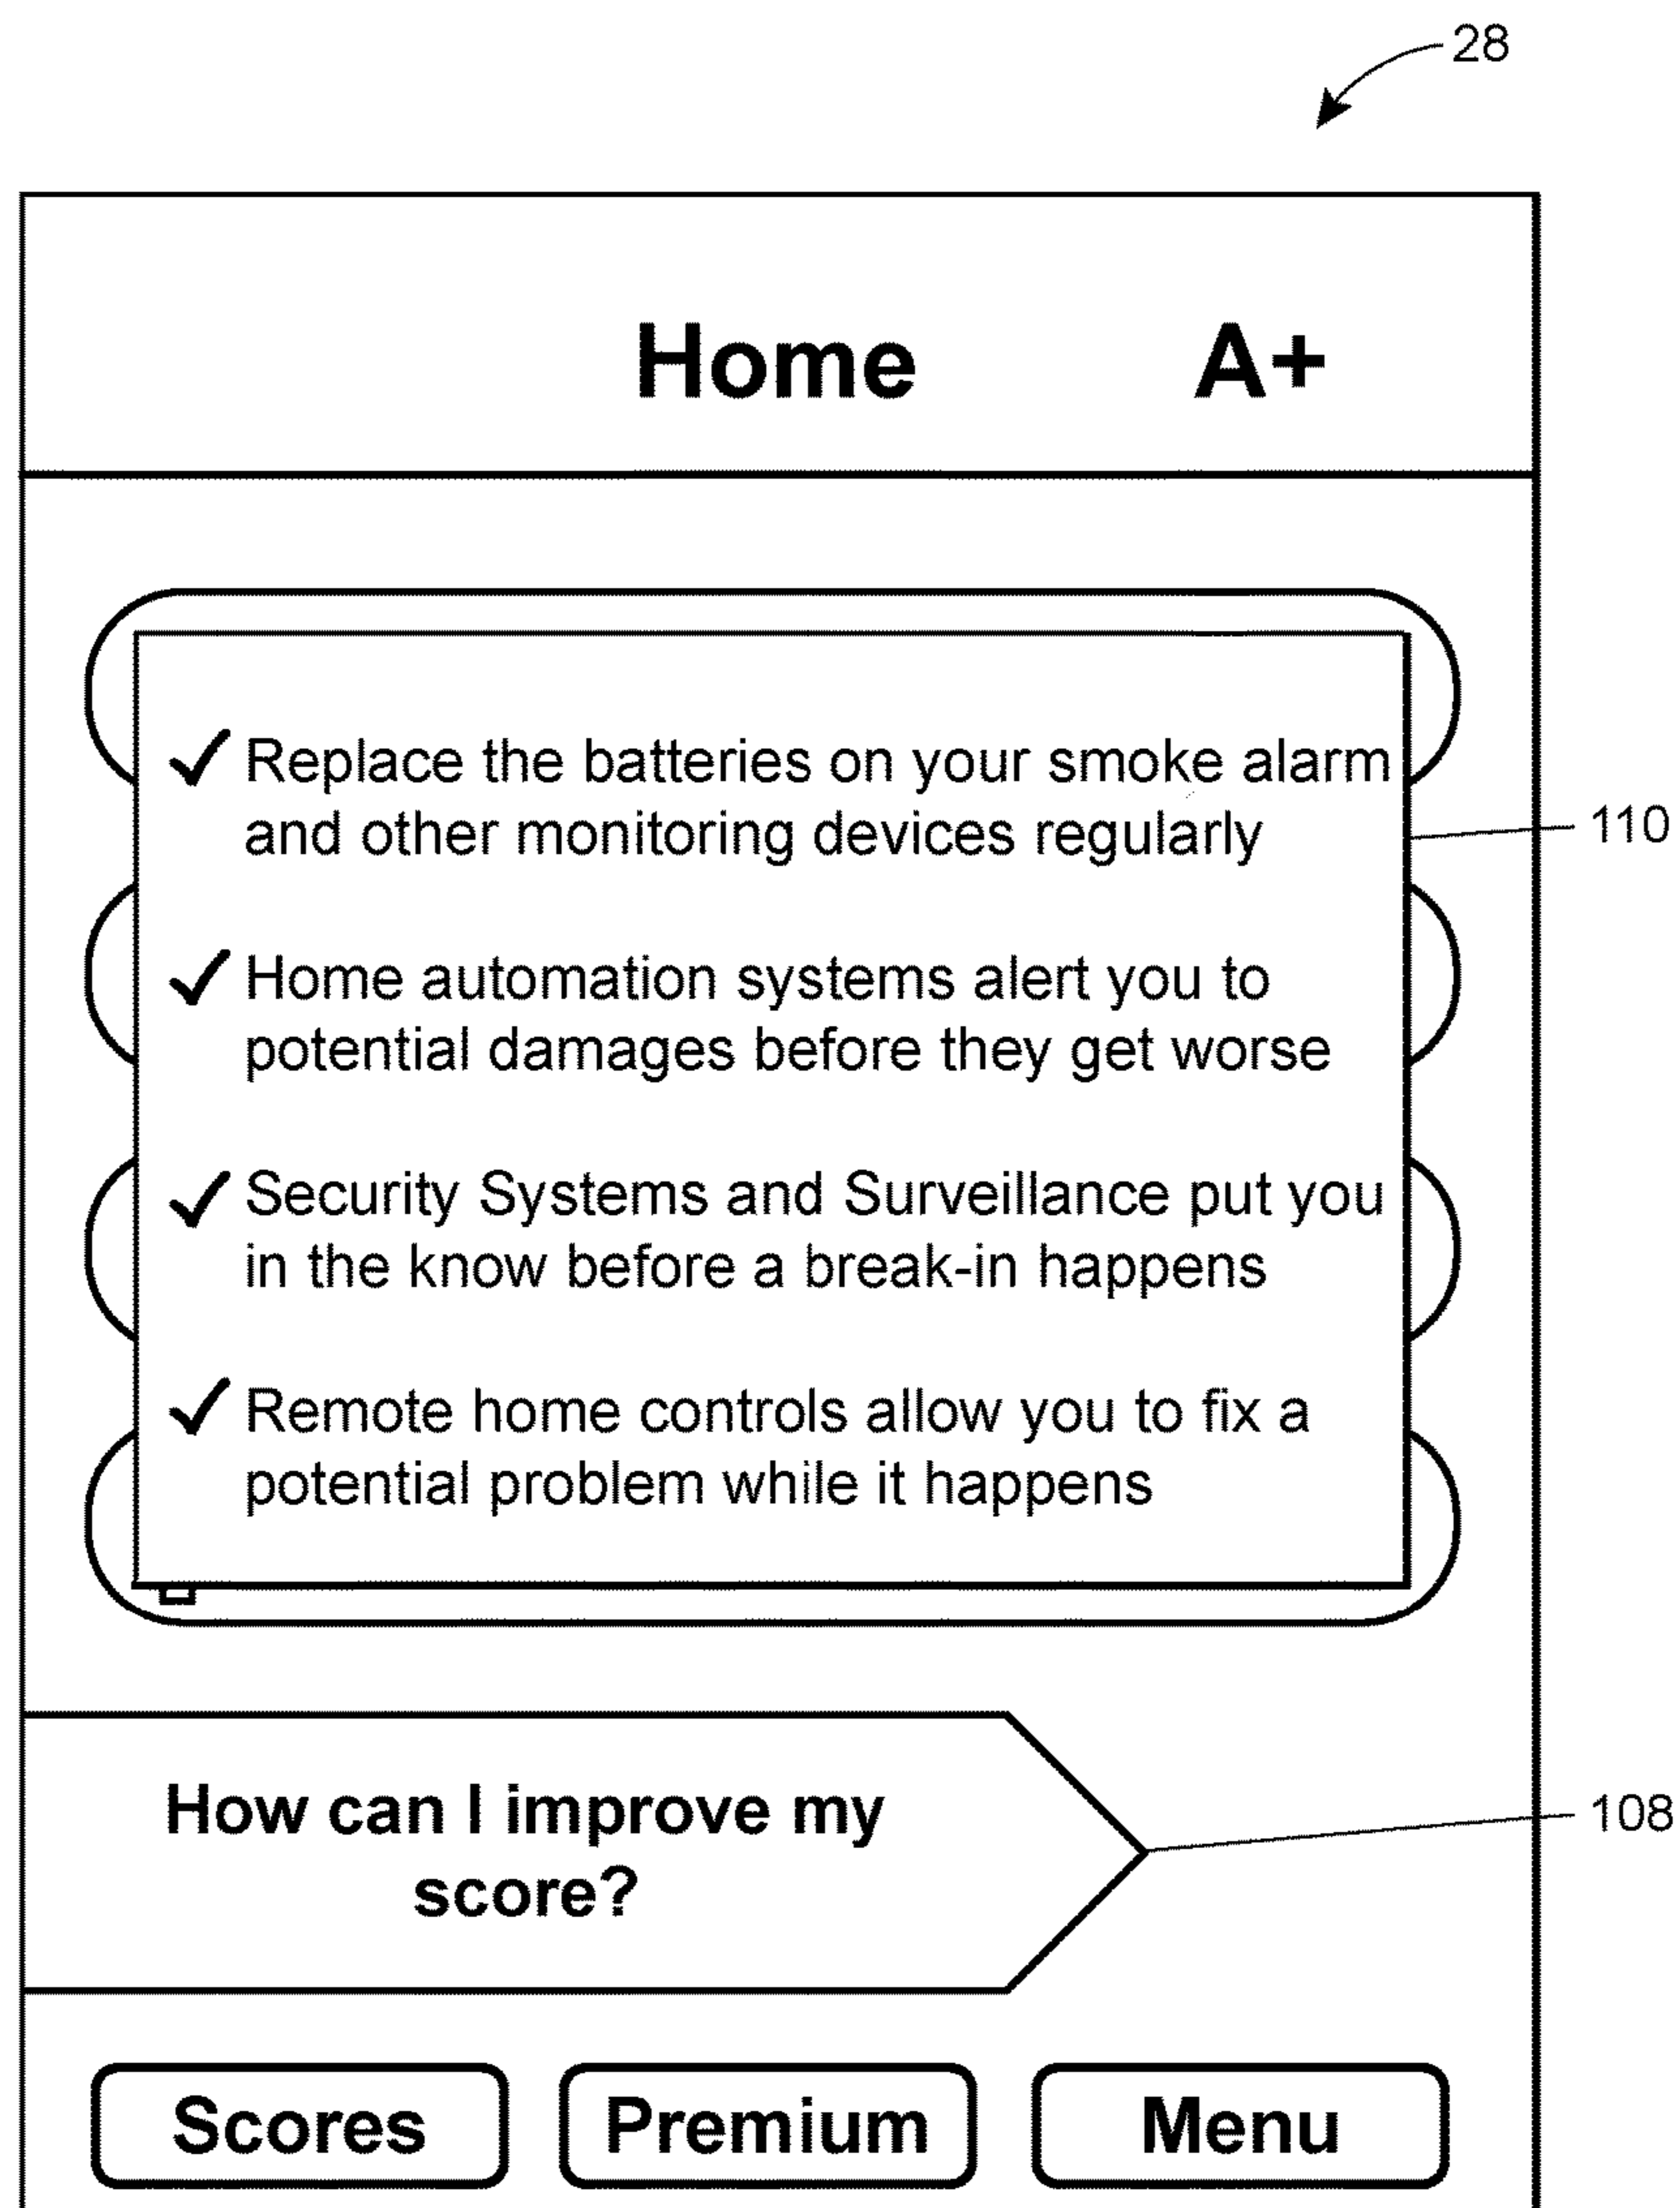 28
Home A+
✓ Replace the batteries on your smoke alarm
and other monitoring devices regularly
110
✓ Home automation systems alert you to
potential damages before they get worse
✓ Security Systems and Surveillance put you
in the know before a break-in happens
✓ Remote home controls allow you to fix a
potential problem while it happens
How can I improve my
score?
108
Scores Premium Menu